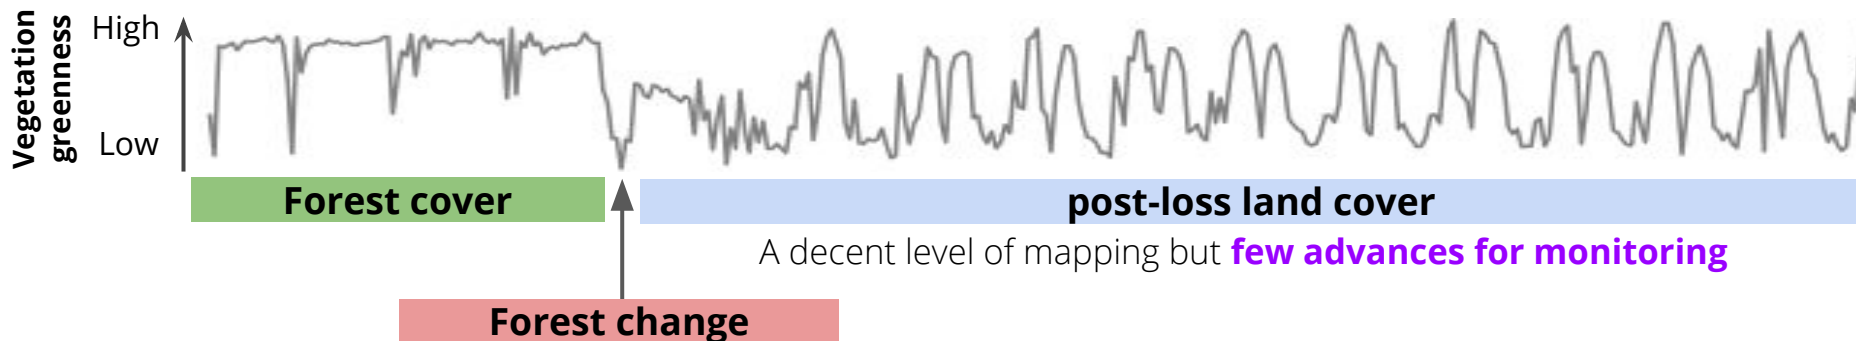 Vegetation
greenness
High
Low
Forest cover
post-loss land cover
A decent level of mapping but few advances for monitoring
Forest change